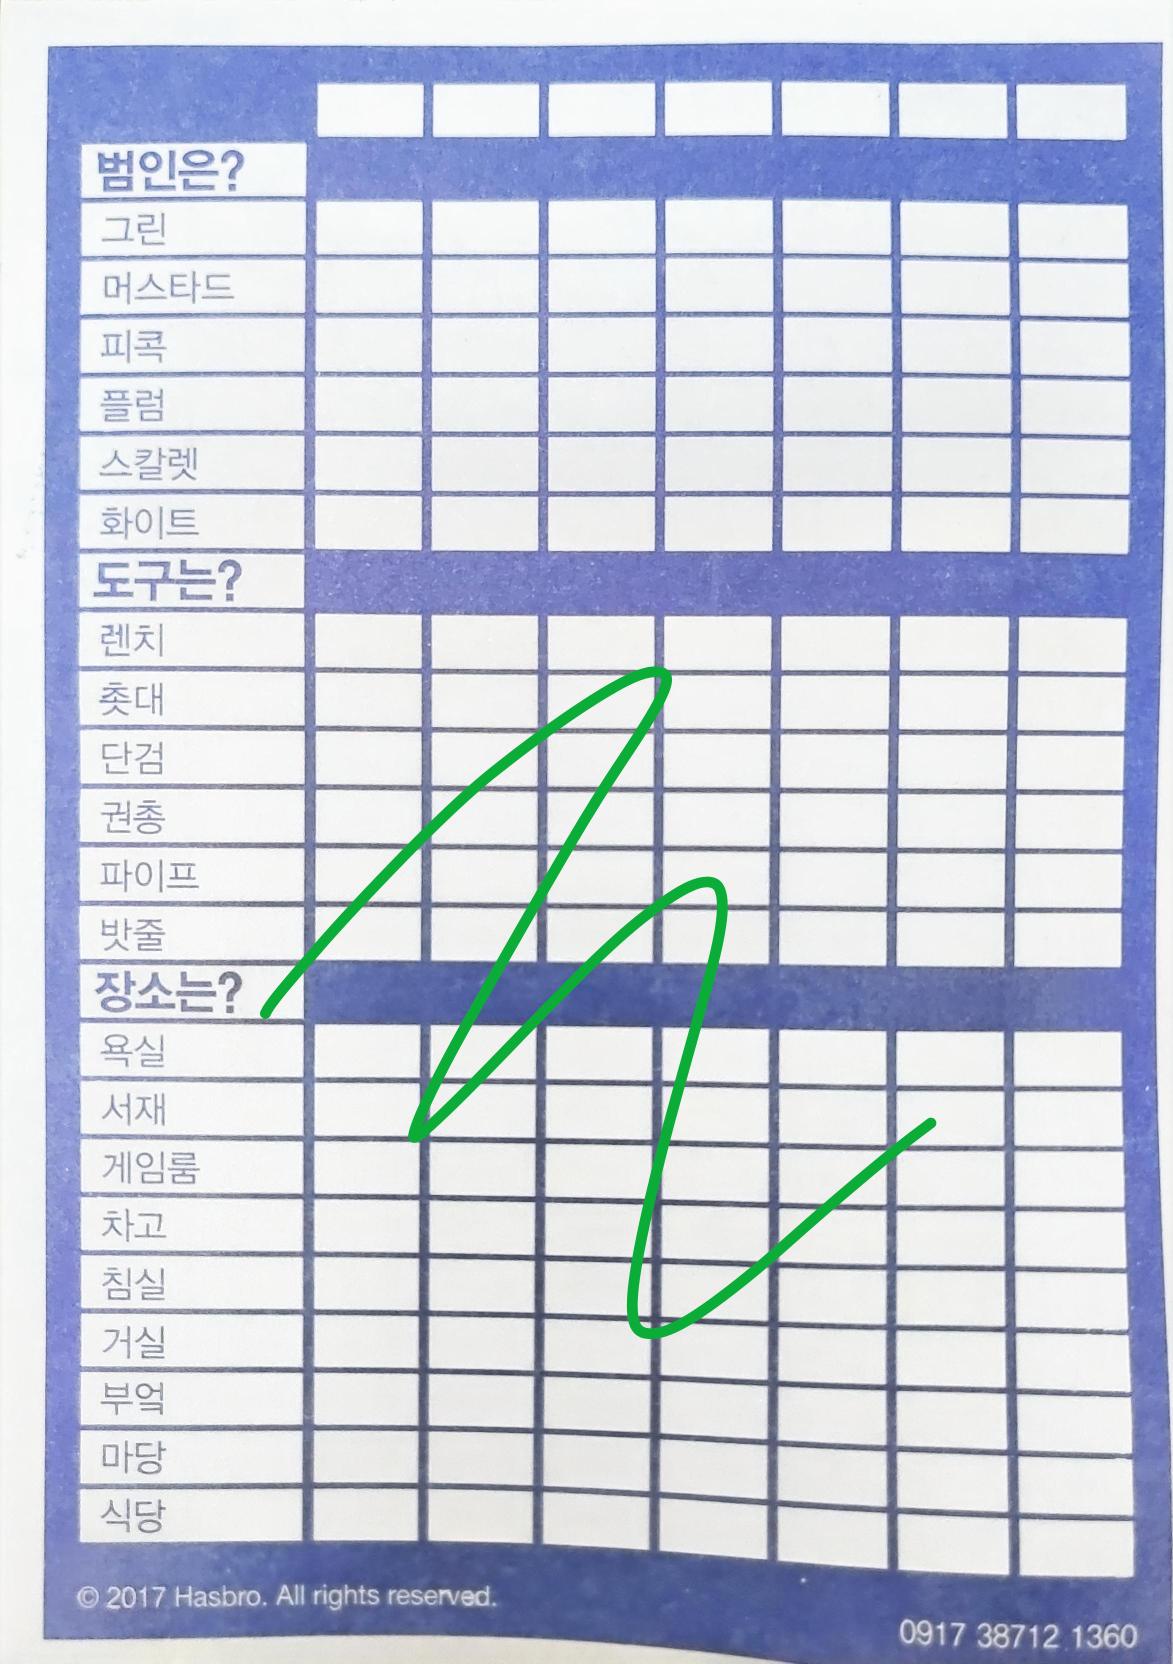 범인은?
그린
머스타드
피콕
플럼
스칼렛
화이트
도구는?
렌치
촛대
단검
권총
파이프
밧줄
장소는?
욕실
서재
게임룸
차고
침실
거실
부엌
마당
식당
© 2017 Hasbro. All rights reserved.
0917 38712 1360